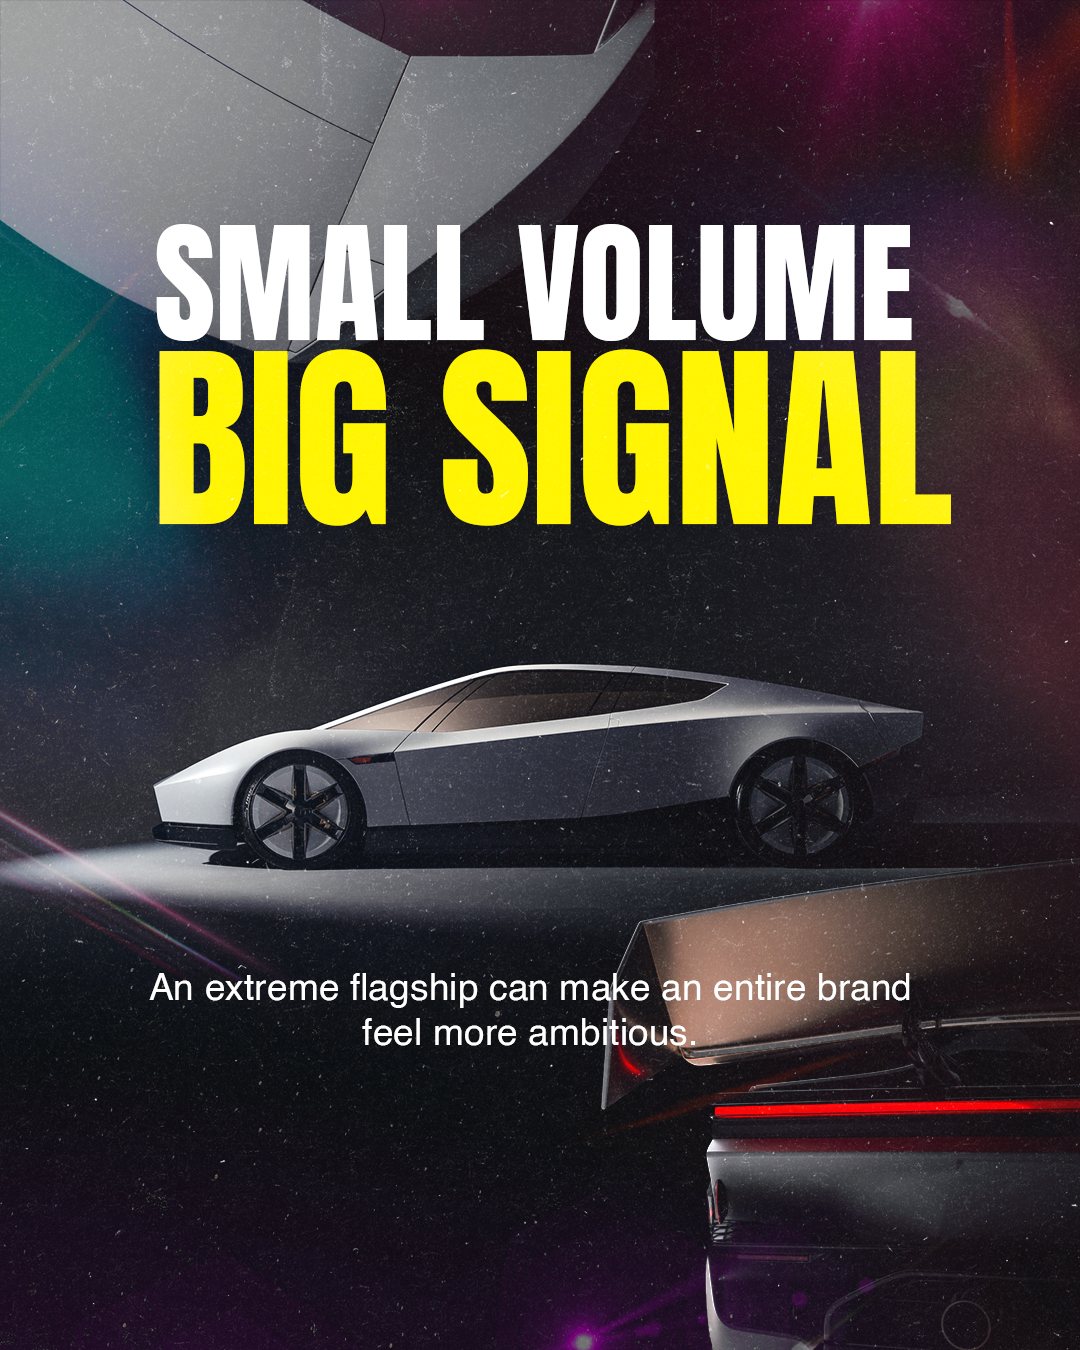 SMALL VOLUME
BIG SIGNAL
An extreme flagship can make an entire brand
feel more ambitious.